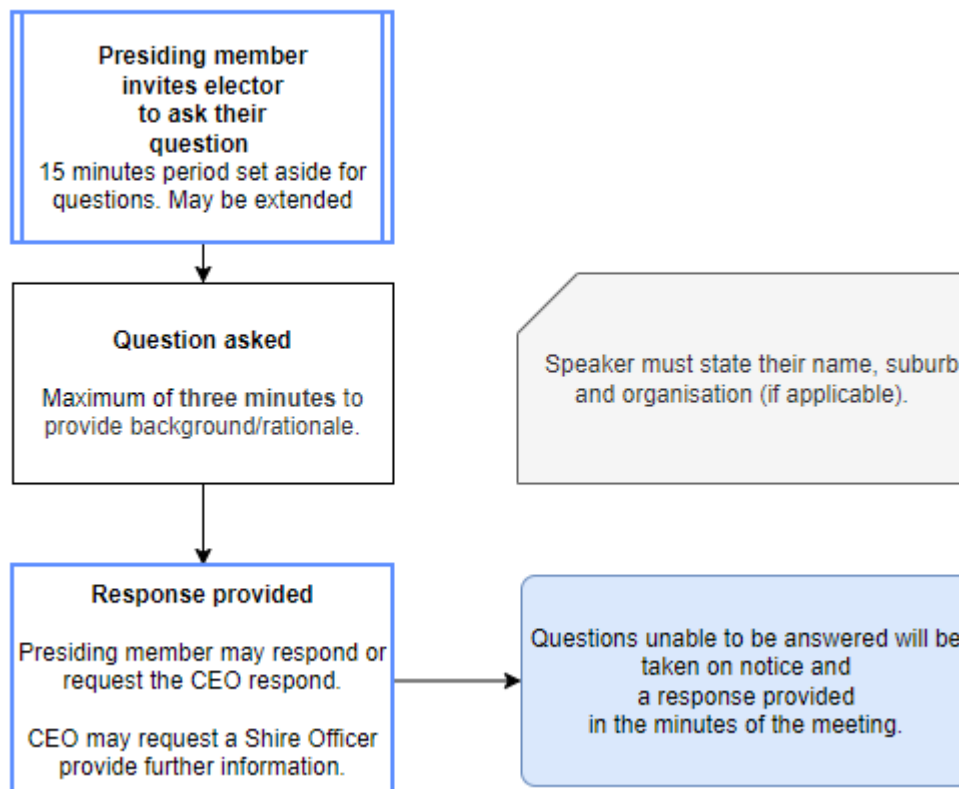 Presiding member
invites elector
to ask their
question
15 minutes period set aside for
questions. May be extended
Question asked
Maximum of three minutes to
provide background/rationale.
Speaker must state their name, suburb
and organisation (if applicable).
Response provided
Presiding member may respond or
request the CEO respond.
CEO may request a Shire Officer
provide further information.
Questions unable to be answered will be
taken on notice and
a response provided
in the minutes of the meeting.